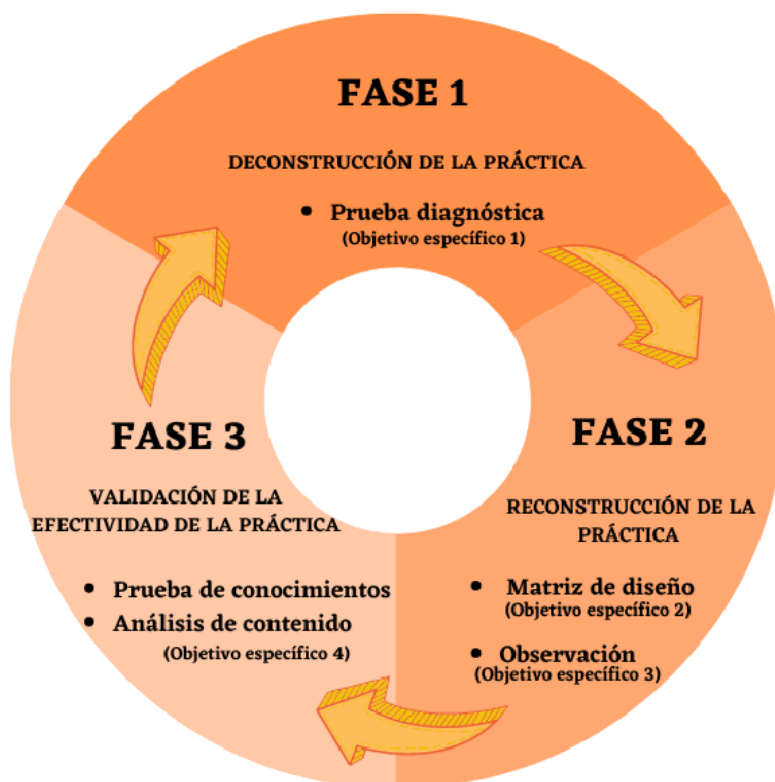 FASE 1
DECONSTRUCCIÓN DE LA PRÁCTICA
• Prueba diagnóstica
(Objetivo específico 1)
FASE 2
RECONSTRUCCIÓN DE LA
PRÁCTICA
• Matriz de diseño
(Objetivo específico 2)
• Observación
(Objetivo específico 3)
FASE 3
VALIDACIÓN DE LA
EFECTIVIDAD DE LA PRÁCTICA
• Prueba de conocimientos
• Análisis de contenido
(Objetivo específico 4)